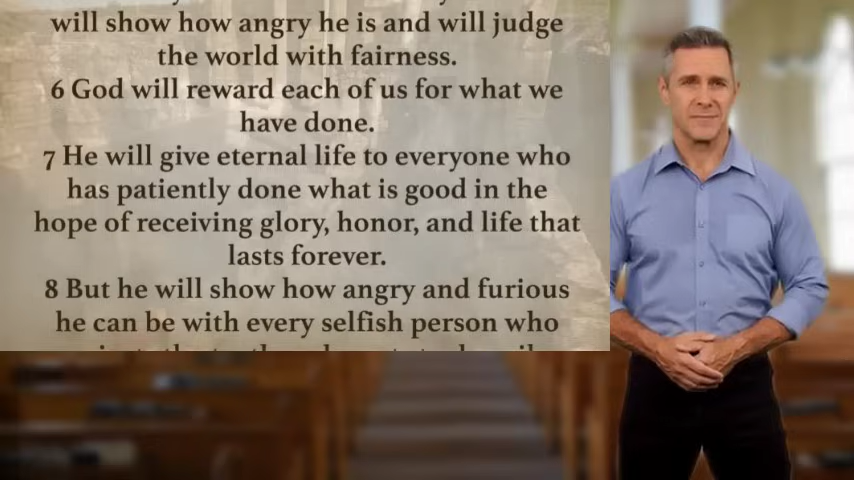 will show how angry he is and will judge
the world with fairness.
6 God will reward each of us for what we
have done.
7 He will give eternal life to everyone who
has patiently done what is good in the
hope of receiving glory, honor, and life that
lasts forever.
8 But he will show how angry and furious
he can be with every selfish person who